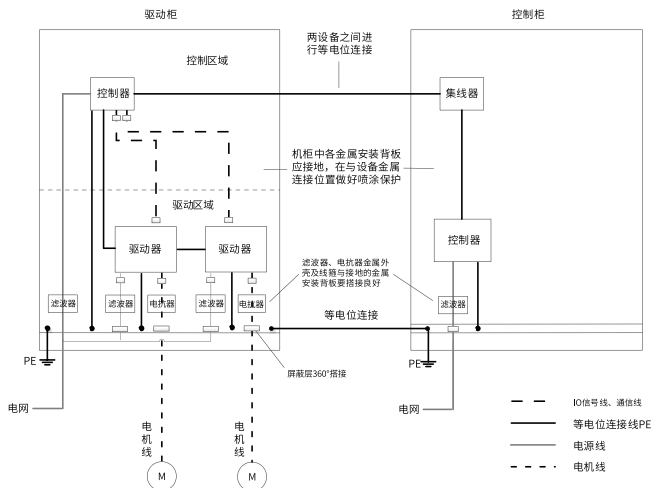 驱动柜
控制柜
两设备之间进
行等电位连接
控制区域
控制器
集线器
机柜中各金属安装背板
应接地，在与设备金属
连接位置做好喷涂保护
驱动区域
驱动器
驱动器
控制器
滤波器、电抗器金属外
壳及线箍与接地的金属
安装背板要搭接良好
滤波器
滤波器
电抗器
滤波器
电抗器
滤波器
等电位连接
PE
PE
屏蔽层360°搭接
电网
电网
电
机
线
电
机
线
M
M
IO信号线、通信线
等电位连接线PE
电源线
电机线